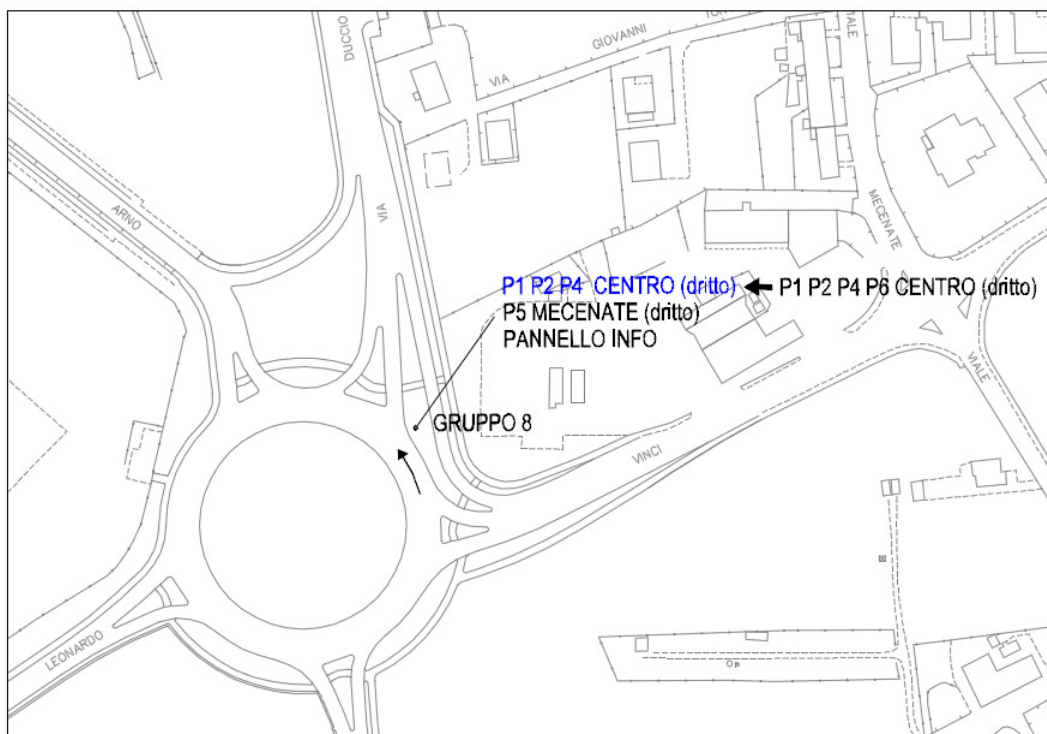 DUCCIO
VIA
GIOVANNI
VIALE
ARNO
VIA
MECENATE
P1 P2 P4 CENTRO (dritto)
P1 P2 P4 P6 CENTRO (dritto)
P5 MECENATE (dritto)
PANNELLO INFO
VIALE
GRUPPO 8
VINCI
LEONARDO